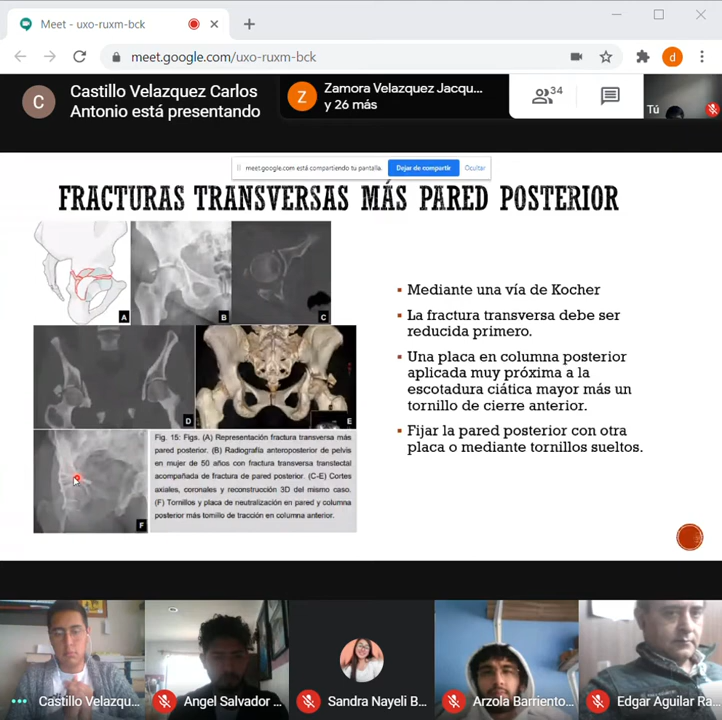 Meet - uxo-ruxm-bck
meet.google.com/uxo-ruxm-bck
d
C
Castillo Velazquez Carlos
Antonio está presentando
Z
Zamora Velazquez Jacqu...
y 26 más
34
Tú
meet.google.com está compartiendo tu pantalla.
Dejar de compartir
Ocultar
FRACTURAS TRANSVERSAS MÁS PARED POSTERIOR
A
B
C
D
E
F
Fig. 15: Figs. (A) Representación fractura transversa más
pared posterior. (B) Radiografía anteroposterior de pelvis
en mujer de 50 años con fractura transversa transtectal
acompañada de fractura de pared posterior. (C-E) Cortes
axiales, coronales y reconstrucción 3D del mismo caso.
(F) Tornillos y placa de neutralización en pared y columna
posterior más tornillo de tracción en columna anterior.
▪ Mediante una vía de Kocher
▪ La fractura transversa debe ser
reducida primero.
▪ Una placa en columna posterior
aplicada muy próxima a la
escotadura ciática mayor más un
tornillo de cierre anterior.
▪ Fijar la pared posterior con otra
placa o mediante tornillos sueltos.
Castillo Velazqu...
Angel Salvador ...
Sandra Nayeli B...
Arzola Barriento...
Edgar Aguilar Ra...